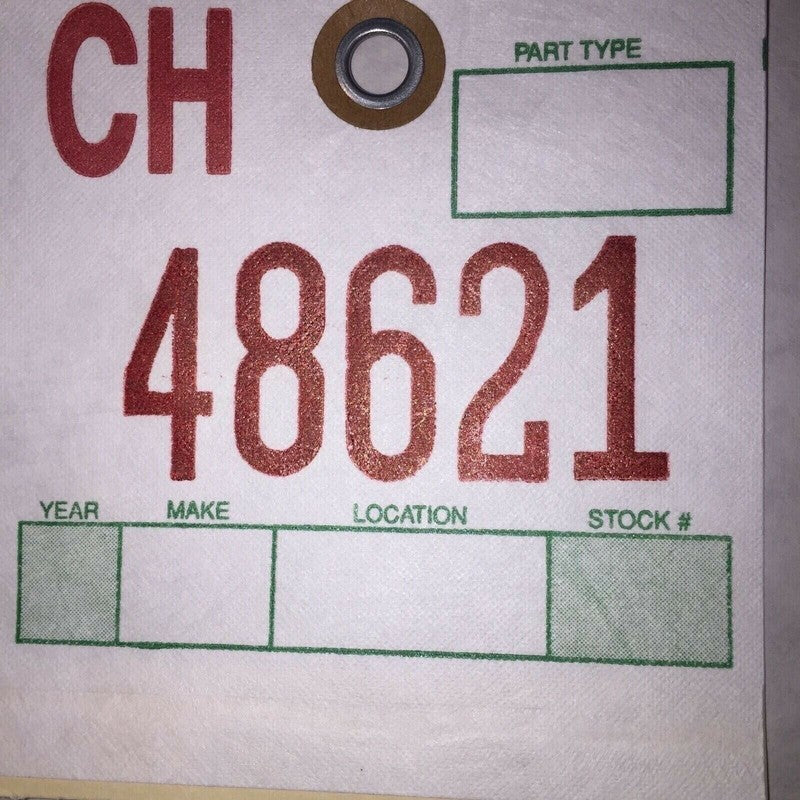 CH
PART TYPE
48621
YEAR MAKE LOCATION STOCK #